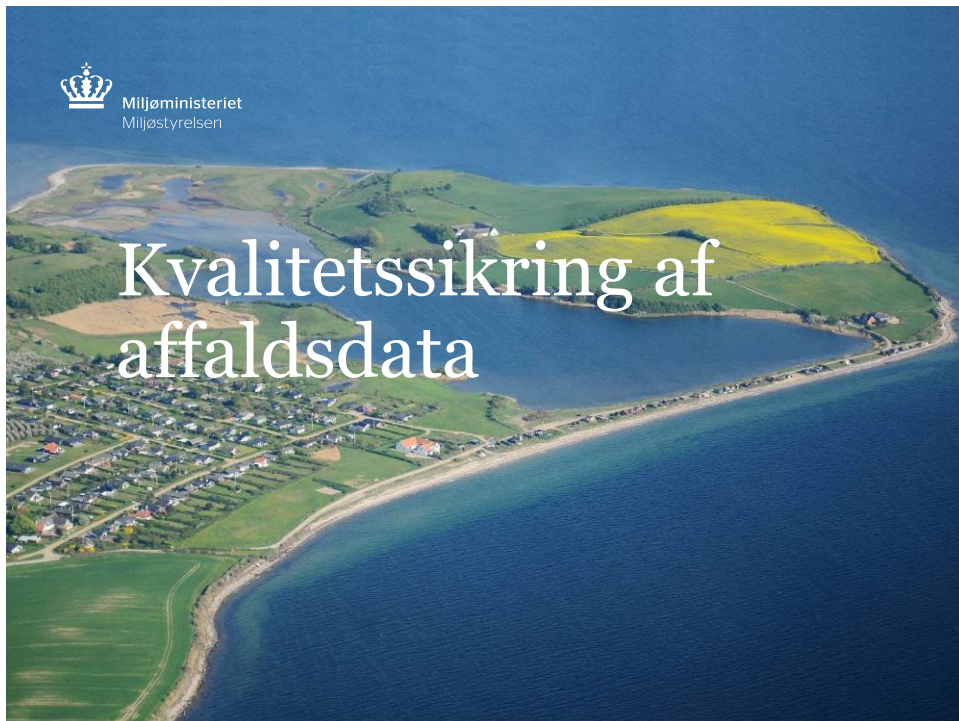 Miljøministeriet
Miljøstyrelsen
Kvalitetssikring af
affaldsdata